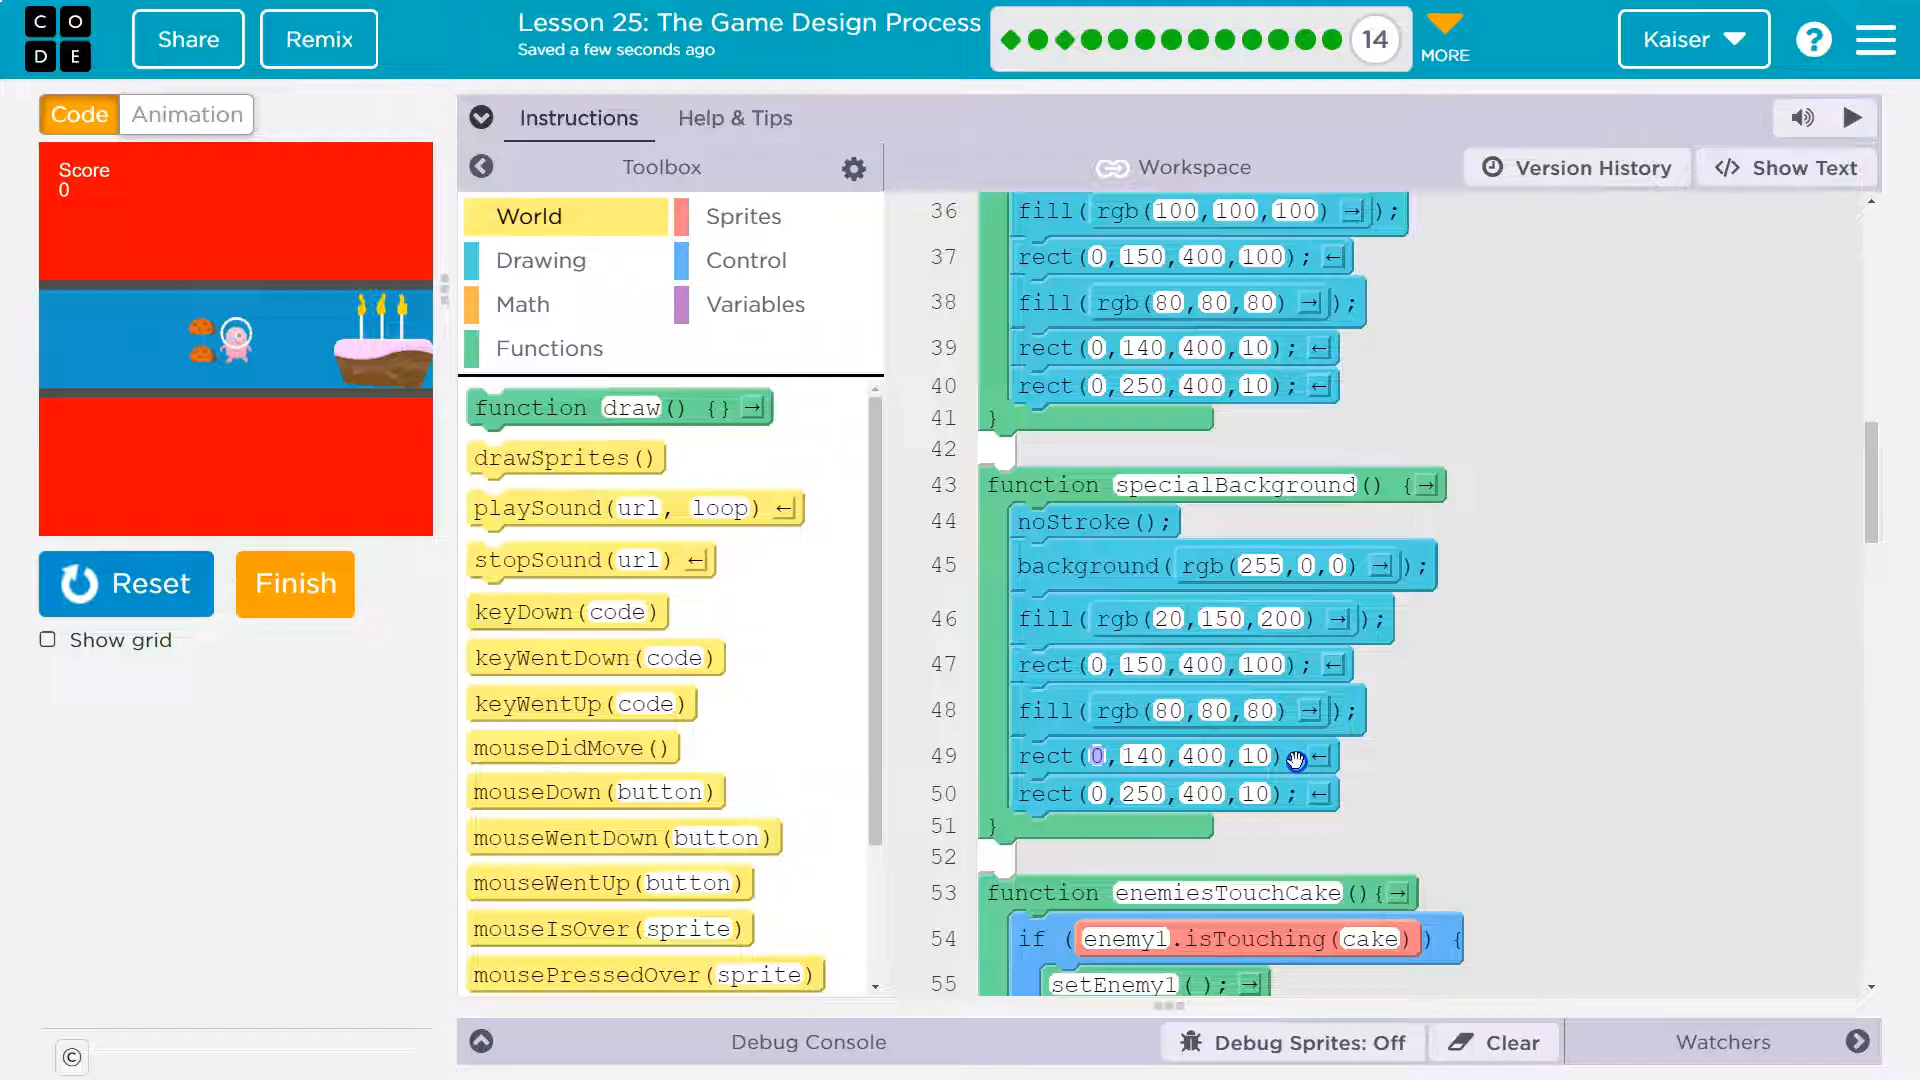 CO
DE
Share
Remix
Lesson 25: The Game Design Process
Saved a few seconds ago
14
MORE
Kaiser
?
Code
Animation
Score
0
Reset
Finish
Show grid
©
Instructions
Help & Tips
Toolbox
Workspace
Version History
</> Show Text
World
Sprites
Drawing
Control
Math
Variables
Functions
function draw() {} →
drawSprites()
playSound(url, loop) ←
stopSound(url) ←
keyDown(code)
keyWentDown(code)
keyWentUp(code)
mouseDidMove()
mouseDown(button)
mouseWentDown(button)
mouseWentUp(button)
mouseIsOver(sprite)
mousePressedOver(sprite)
36 fill( rgb(100,100,100) → );
37 rect(0,150,400,100); ←
38 fill( rgb(80,80,80) → );
39 rect(0,140,400,10); ←
40 rect(0,250,400,10); ←
41 }
42
43 function specialBackground() { →
44 noStroke();
45 background( rgb(255,0,0) → );
46 fill( rgb(20,150,200) → );
47 rect(0,150,400,100); ←
48 fill( rgb(80,80,80) → );
49 rect(0,140,400,10) ←
50 rect(0,250,400,10); ←
51 }
52
53 function enemiesTouchCake(){ →
54 if (enemy1.isTouching(cake)) {
55 setEnemy1(); →
Debug Console
Debug Sprites: Off
Clear
Watchers